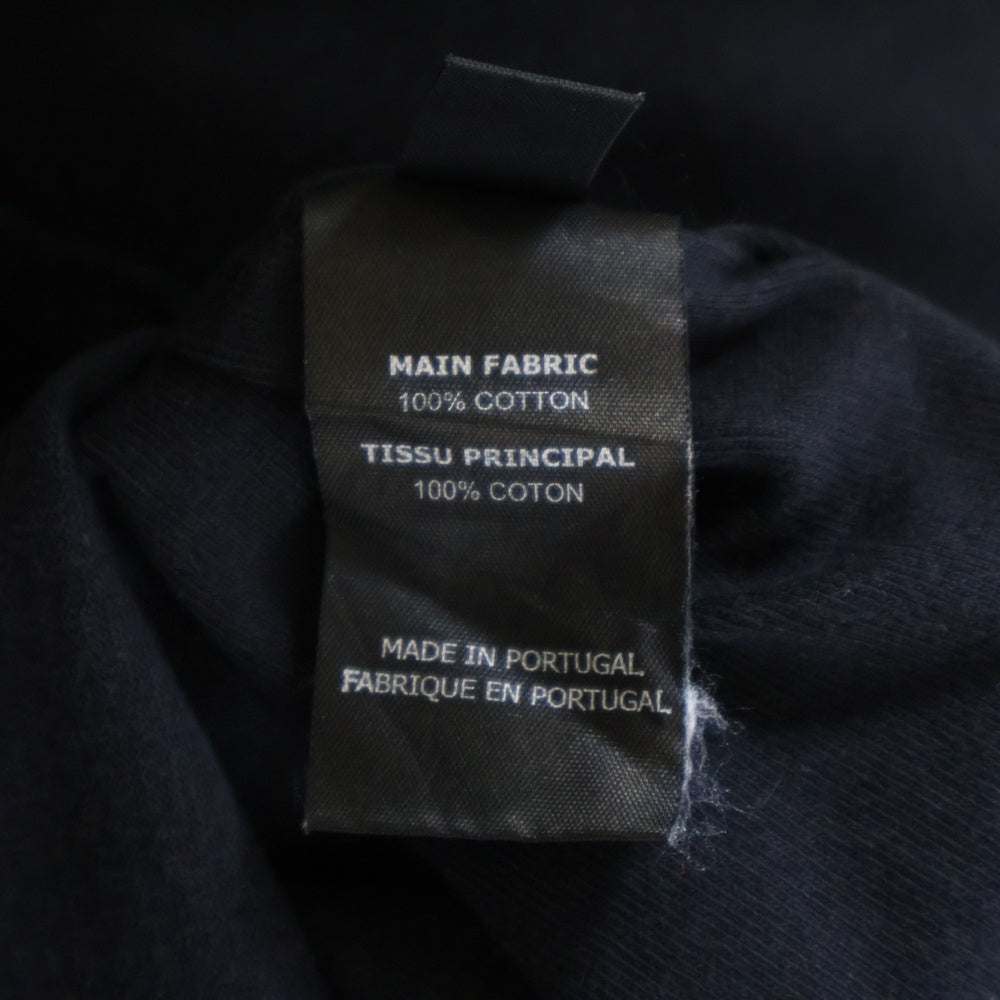 MAIN FABRIC
100% COTTON
TISSU PRINCIPAL
100% COTON
MADE IN PORTUGAL
FABRIQUE EN PORTUGAL